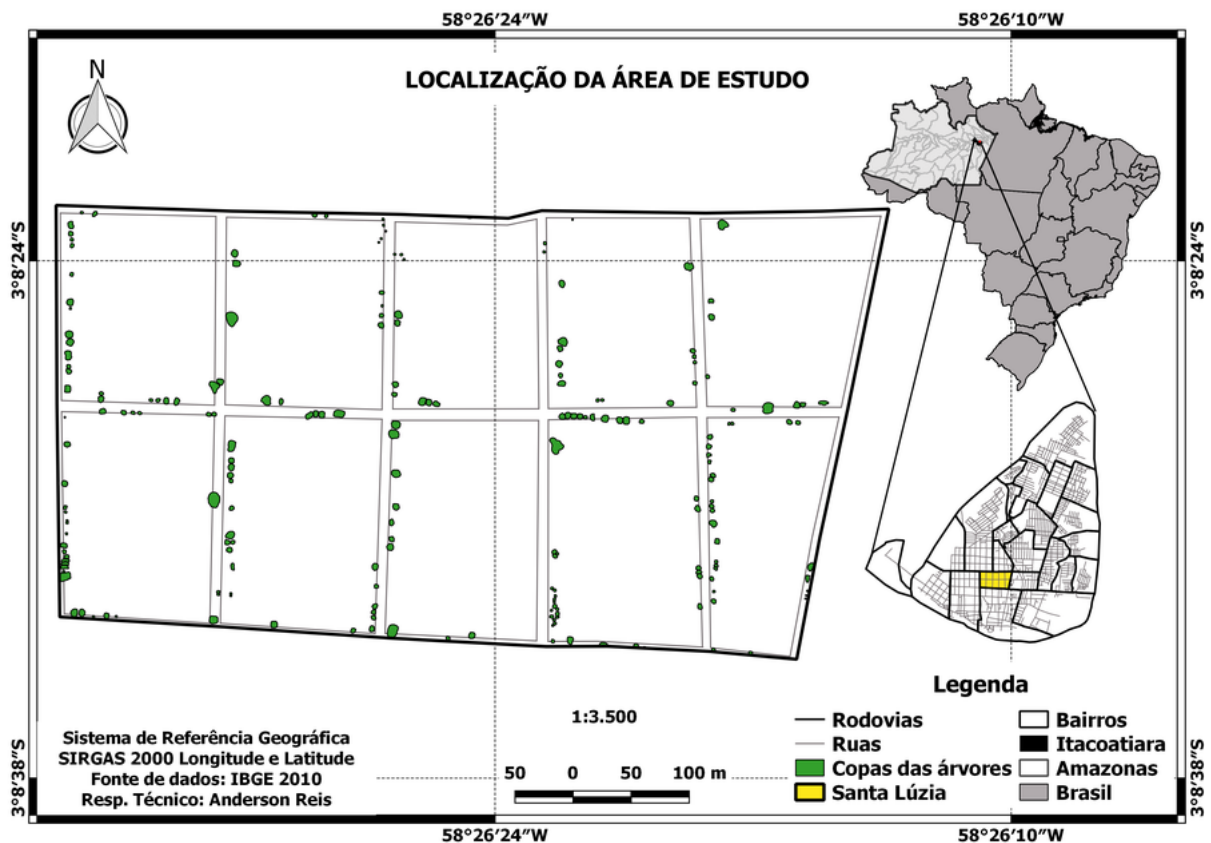 58°26′24″W 58°26′10″W
N
LOCALIZAÇÃO DA ÁREA DE ESTUDO
3°8′24″S 3°8′24″S
Legenda
1:3.500
Rodovias
Ruas
Copas das árvores
Santa Lúzia
Bairros
Itacoatiara
Amazonas
Brasil
Sistema de Referência Geográfica
SIRGAS 2000 Longitude e Latitude
Fonte de dados: IBGE 2010
Resp. Técnico: Anderson Reis
50 0 50 100 m
3°8′38″S 3°8′38″S
58°26′24″W 58°26′10″W